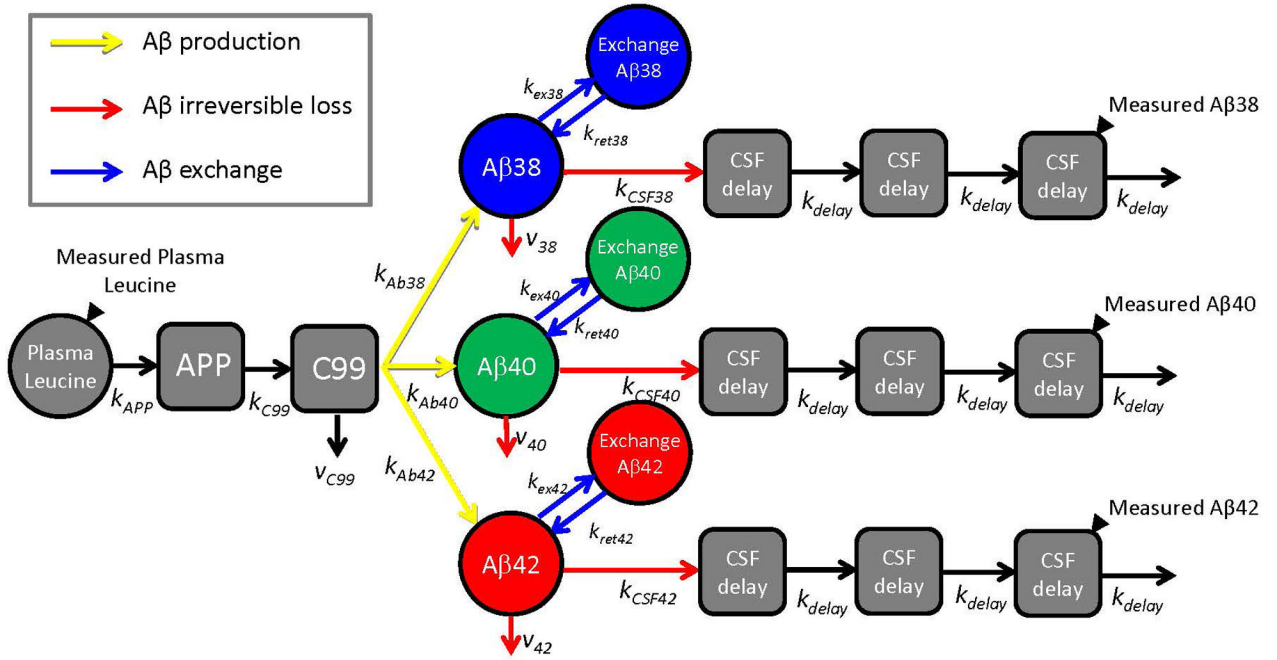 Aβ production
Aβ irreversible loss
Aβ exchange
Exchange
Aβ38
k_ex38
k_ret38
Aβ38
k_CSF38
v_38
CSF
delay
k_delay
CSF
delay
k_delay
CSF
delay
k_delay
Measured Aβ38
Measured Plasma
Leucine
Plasma
Leucine
k_APP
APP
k_C99
C99
v_C99
k_Ab38
k_Ab40
k_Ab42
Exchange
Aβ40
k_ex40
k_ret40
Aβ40
k_CSF40
v_40
CSF
delay
k_delay
CSF
delay
k_delay
CSF
delay
k_delay
Measured Aβ40
Exchange
Aβ42
k_ex42
k_ret42
Aβ42
k_CSF42
v_42
CSF
delay
k_delay
CSF
delay
k_delay
CSF
delay
k_delay
Measured Aβ42